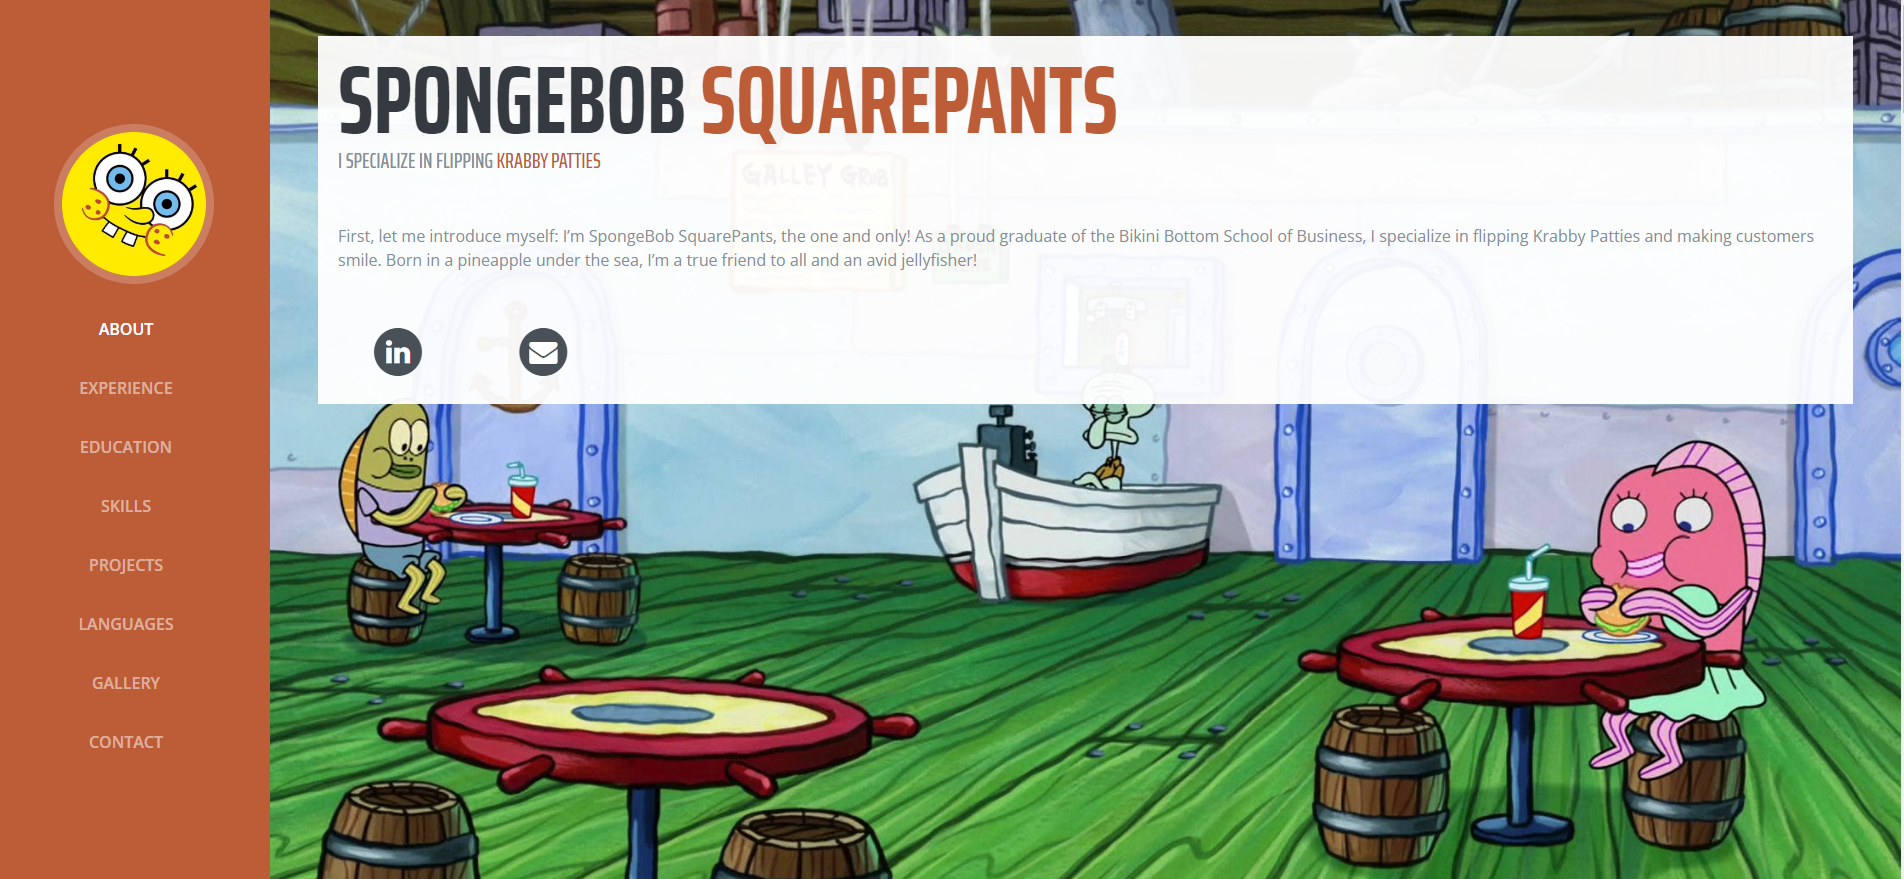 ABOUT
EXPERIENCE
EDUCATION
SKILLS
PROJECTS
LANGUAGES
GALLERY
CONTACT
SPONGEBOB SQUAREPANTS
I SPECIALIZE IN FLIPPING KRABBY PATTIES
GALLEY GRUB
First, let me introduce myself: I’m SpongeBob SquarePants, the one and only! As a proud graduate of the Bikini Bottom School of Business, I specialize in flipping Krabby Patties and making customers
smile. Born in a pineapple under the sea, I’m a true friend to all and an avid jellyfisher!
in